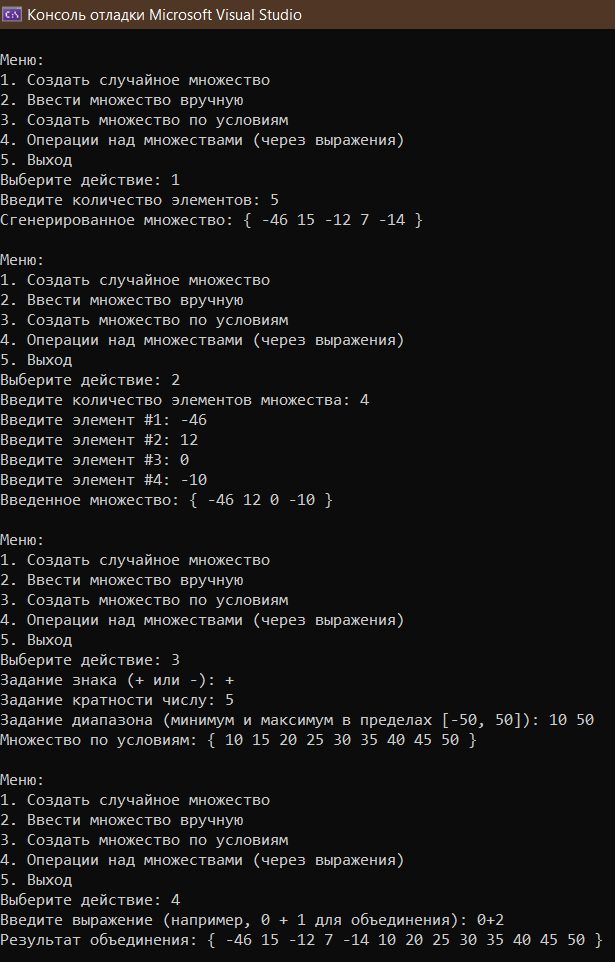 Консоль отладки Microsoft Visual Studio
Меню:
1. Создать случайное множество
2. Ввести множество вручную
3. Создать множество по условиям
4. Операции над множествами (через выражения)
5. Выход
Выберите действие: 1
Введите количество элементов: 5
Сгенерированное множество: { -46 15 -12 7 -14 }
Меню:
1. Создать случайное множество
2. Ввести множество вручную
3. Создать множество по условиям
4. Операции над множествами (через выражения)
5. Выход
Выберите действие: 2
Введите количество элементов множества: 4
Введите элемент #1: -46
Введите элемент #2: 12
Введите элемент #3: 0
Введите элемент #4: -10
Введенное множество: { -46 12 0 -10 }
Меню:
1. Создать случайное множество
2. Ввести множество вручную
3. Создать множество по условиям
4. Операции над множествами (через выражения)
5. Выход
Выберите действие: 3
Задание знака (+ или -): +
Задание кратности числу: 5
Задание диапазона (минимум и максимум в пределах [-50, 50]): 10 50
Множество по условиям: { 10 15 20 25 30 35 40 45 50 }
Меню:
1. Создать случайное множество
2. Ввести множество вручную
3. Создать множество по условиям
4. Операции над множествами (через выражения)
5. Выход
Выберите действие: 4
Введите выражение (например, 0 + 1 для объединения): 0+2
Результат объединения: { -46 15 -12 7 -14 10 20 25 30 35 40 45 50 }